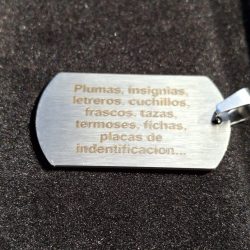 Plumas, insignias,
letreros, cuchillos,
frascos, tazas,
termoses, fichas,
placas de
indentificacion...